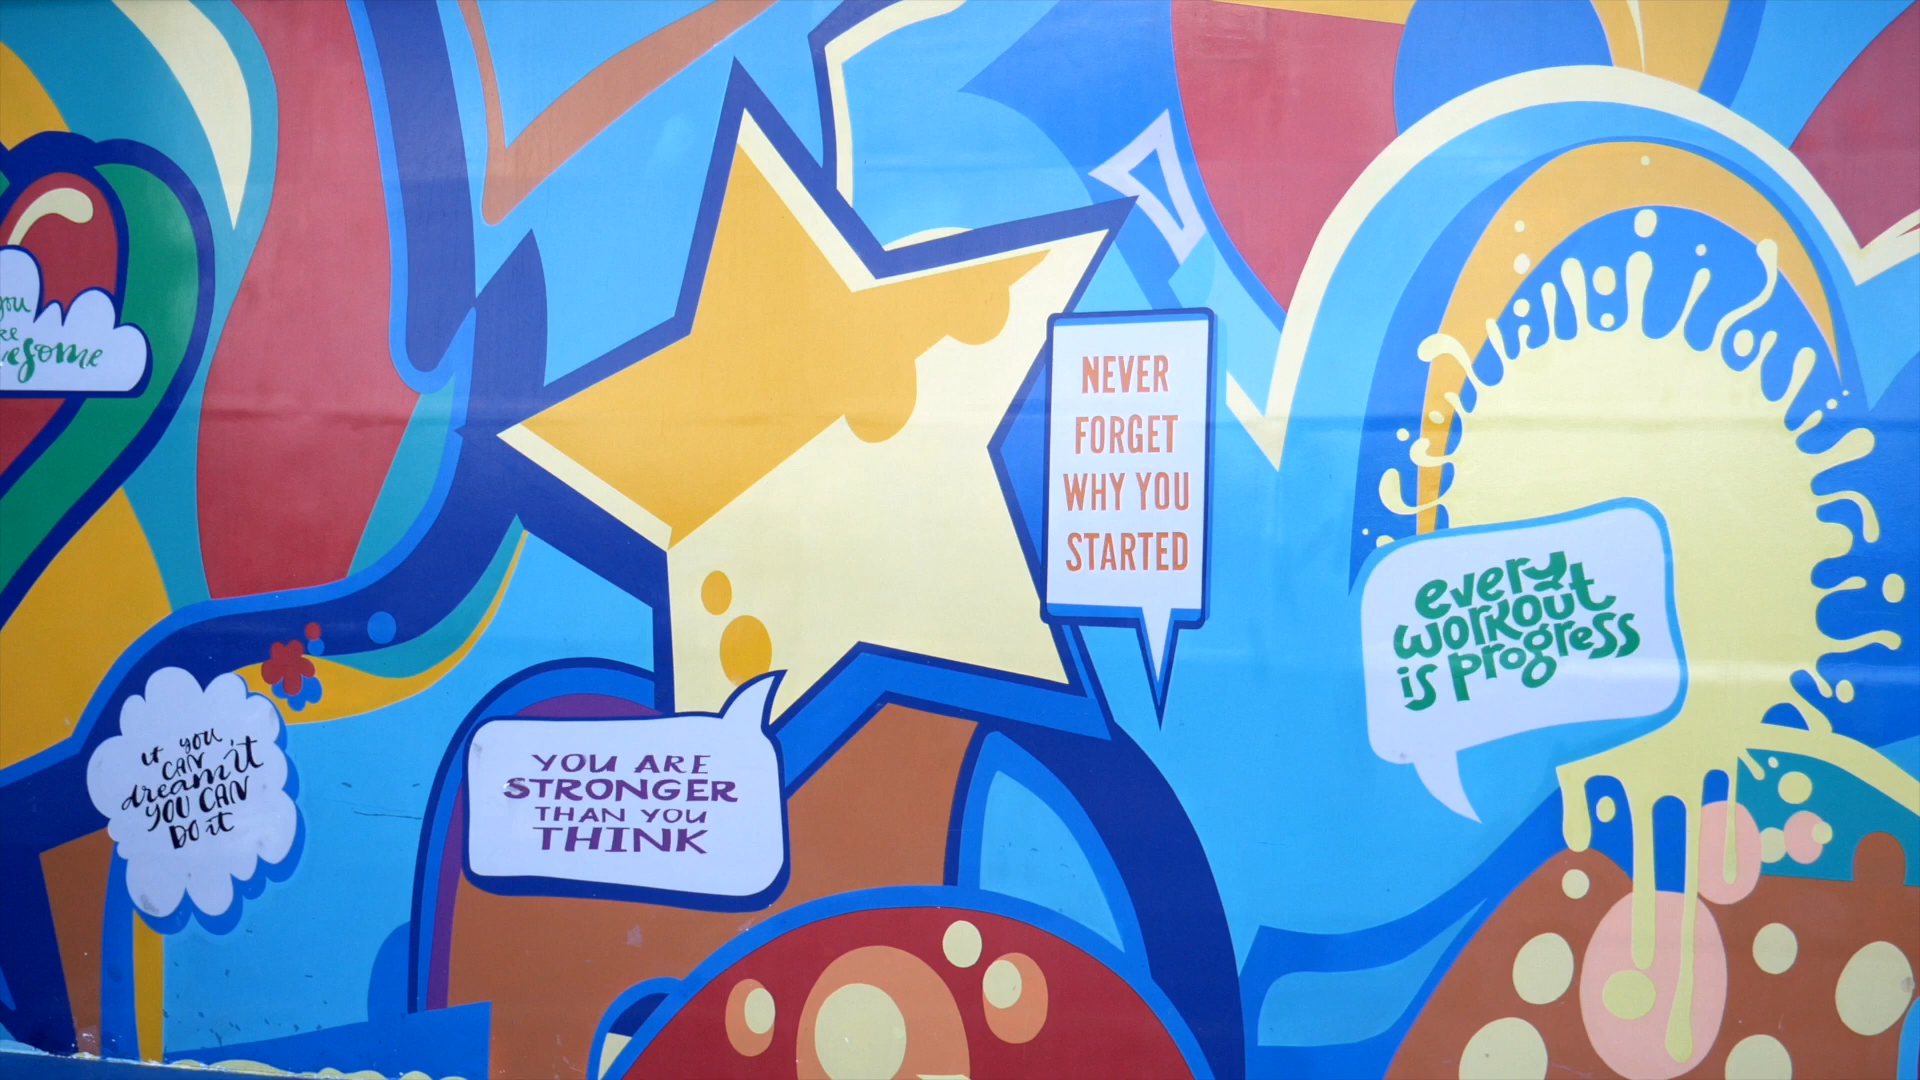 you
awesome
if you
can
dream it
you can
do it
YOU ARE
STRONGER
THAN YOU
THINK
NEVER
FORGET
WHY YOU
STARTED
every
workout
is progress